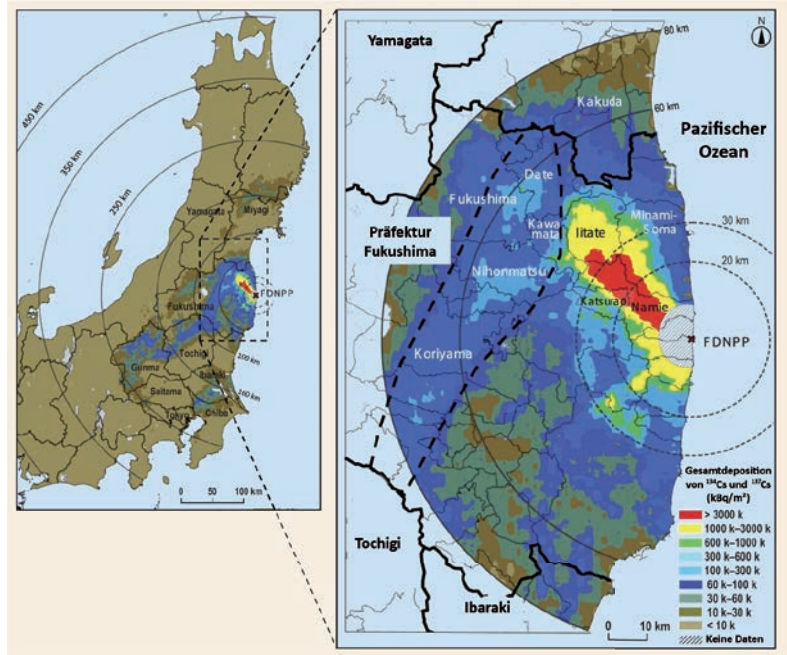 450 km
350 km
250 km
Yamagata
Miyagi
Fukushima
FDNPP
Tochigi
Gunma
Ibaraki
Saitama
Tokyo
Chiba
100 km
160 km
0 50 100 km
Yamagata
80 km
N
Kakuda
60 km
Pazifischer
Ozean
Date
Fukushima
Kawa
mata
Iitate
Minami-
Soma
30 km
Präfektur
Fukushima
20 km
Nihonmatsu
Katsurao
Namie
FDNPP
Koriyama
Tochigi
Ibaraki
0 10 km
Gesamtdeposition
von ¹³⁴Cs und ¹³⁷Cs
(kBq/m²)
> 3000 k
1000 k–3000 k
600 k–1000 k
300 k–600 k
100 k–300 k
60 k–100 k
30 k–60 k
10 k–30 k
< 10 k
Keine Daten